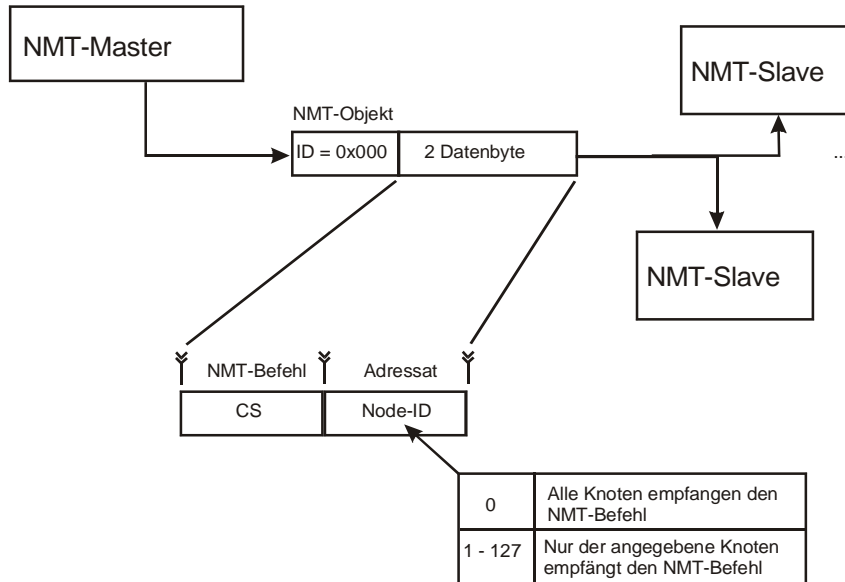 NMT-Master
NMT-Slave
NMT-Objekt
ID = 0x000
2 Datenbyte
...
NMT-Slave
NMT-Befehl
Adressat
CS
Node-ID
0
Alle Knoten empfangen den
NMT-Befehl
1 - 127
Nur der angegebene Knoten
empfängt den NMT-Befehl